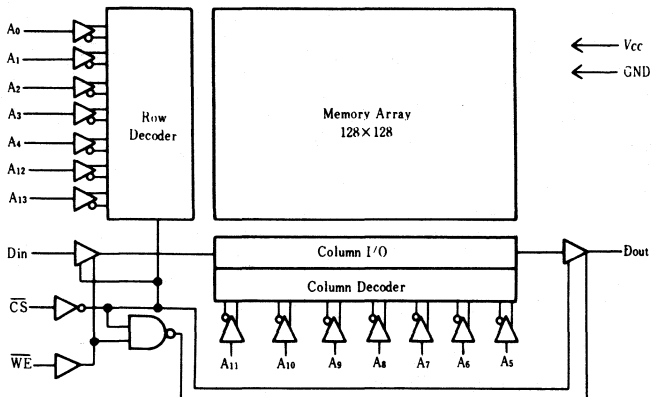 A0
A1
A2
A3
A4
A12
A13
Row
Decoder
Memory Array
128×128
Vcc
GND
Din
Column I/O
Dout
Column Decoder
CS
WE
A11
A10
A9
A8
A7
A6
A5